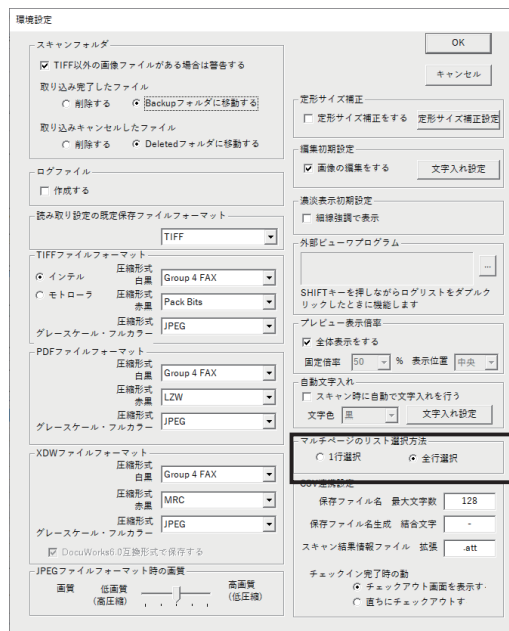 環境設定
スキャンフォルダ
TIFF以外の画像ファイルがある場合は警告する
取り込み完了したファイル
削除する Backupフォルダに移動する
取り込みキャンセルしたファイル
削除する Deletedフォルダに移動する
ログファイル
作成する
読み取り設定の既定保存ファイルフォーマット
TIFF
TIFFファイルフォーマット
インテル
モトローラ
圧縮形式
白黒 Group 4 FAX
圧縮形式
赤黒 Pack Bits
圧縮形式
グレースケール・フルカラー JPEG
PDFファイルフォーマット
圧縮形式
白黒 Group 4 FAX
圧縮形式
赤黒 LZW
圧縮形式
グレースケール・フルカラー JPEG
XDWファイルフォーマット
圧縮形式
白黒 Group 4 FAX
圧縮形式
赤黒 MRC
圧縮形式
グレースケール・フルカラー JPEG
DocuWorks6.0互換形式で保存する
JPEGファイルフォーマット時の画質
画質 低画質 高画質
(高圧縮) (低圧縮)
OK
キャンセル
定形サイズ補正
定形サイズ補正をする 定形サイズ補正設定
編集初期設定
画像の編集をする 文字入れ設定
濃淡表示初期設定
細線強調で表示
外部ビューワプログラム
...
SHIFTキーを押しながらログリストをダブルク
リックしたときに機能します
プレビュー表示倍率
全体表示をする
固定倍率 50 % 表示位置 中央
自動文字入れ
スキャン時に自動で文字入れを行う
文字色 黒 文字入れ設定
マルチページのリスト選択方法
1行選択 全行選択
CSV連携設定
保存ファイル名 最大文字数 128
保存ファイル名生成 結合文字 -
スキャン結果情報ファイル 拡張 .att
チェックイン完了時の動
チェックアウト画面を表示す
直ちにチェックアウトす